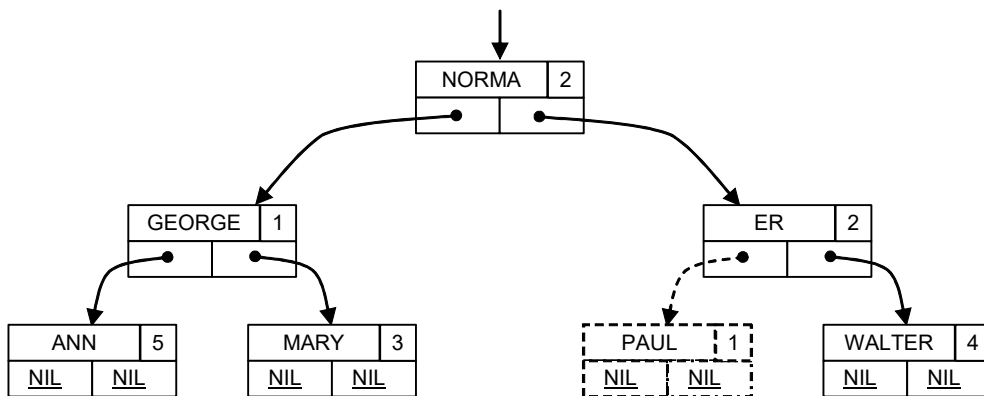 NORMA 2
GEORGE 1
ER 2
ANN 5
MARY 3
PAUL 1
WALTER 4
NIL NIL
NIL NIL
NIL NIL
NIL NIL